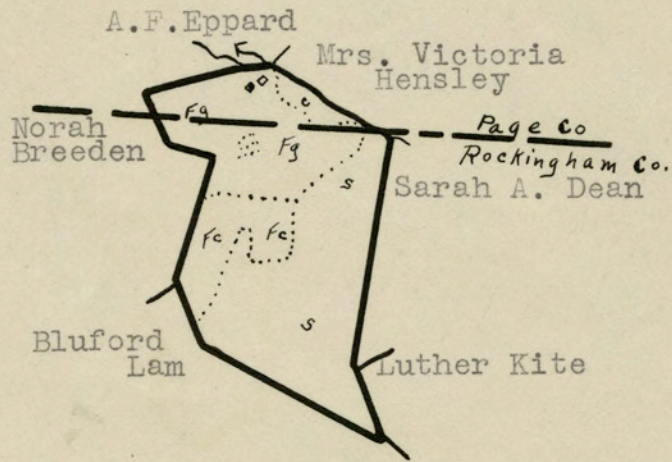 A.F.Eppard
Mrs. Victoria
Hensley
c
Fg
Page Co
Norah
Breeden
Fg
Rockingham Co.
s
Sarah A. Dean
Fc
Fc
s
Bluford
Lam
Luther Kite